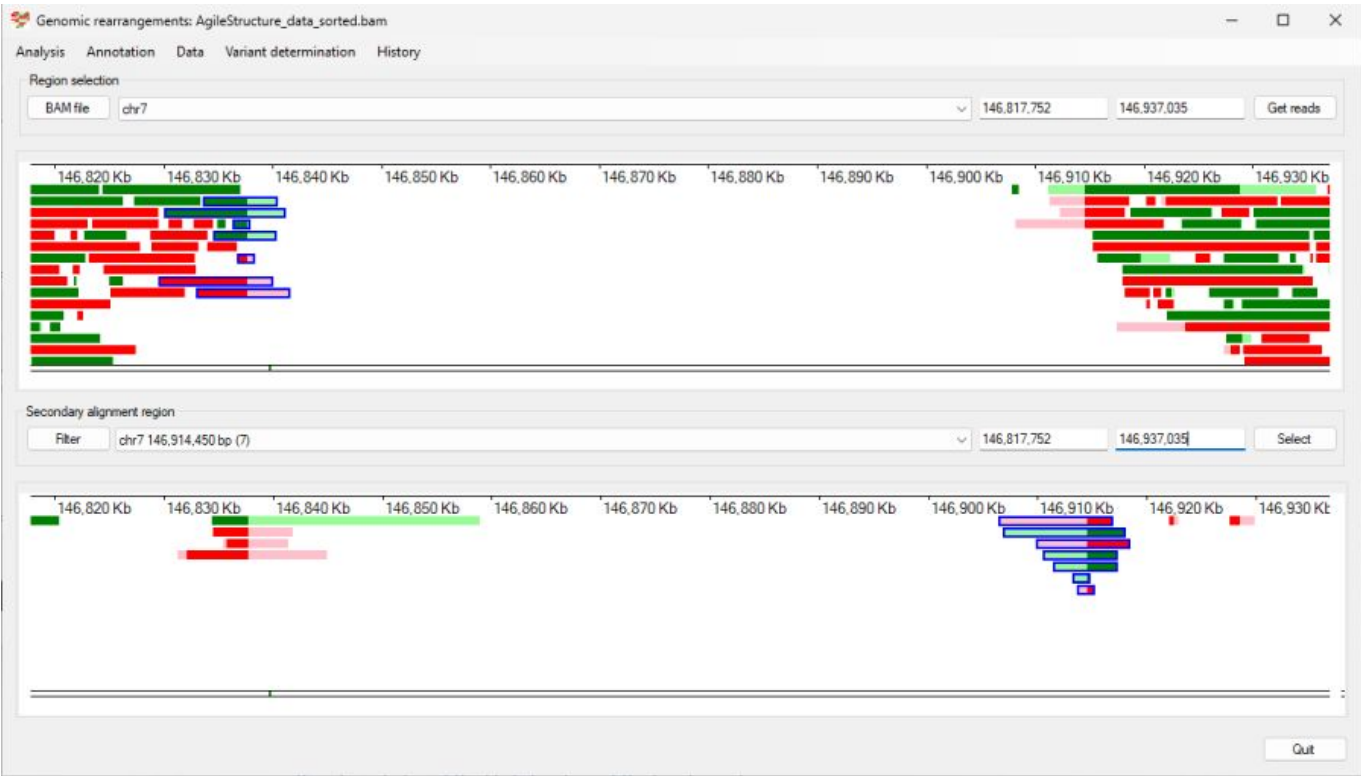 Genomic rearrangements: AgileStructure_data_sorted.bam
Analysis Annotation Data Variant determination History
Region selection
BAM file chr7 146,817,752 146,937,035 Get reads
146,820 Kb 146,830 Kb 146,840 Kb 146,850 Kb 146,860 Kb 146,870 Kb 146,880 Kb 146,890 Kb 146,900 Kb 146,910 Kb 146,920 Kb 146,930 Kb
Secondary alignment region
Filter chr7 146,914,450 bp (7) 146,817,752 146,937,035 Select
146,820 Kb 146,830 Kb 146,840 Kb 146,850 Kb 146,860 Kb 146,870 Kb 146,880 Kb 146,890 Kb 146,900 Kb 146,910 Kb 146,920 Kb 146,930 Kb
Quit